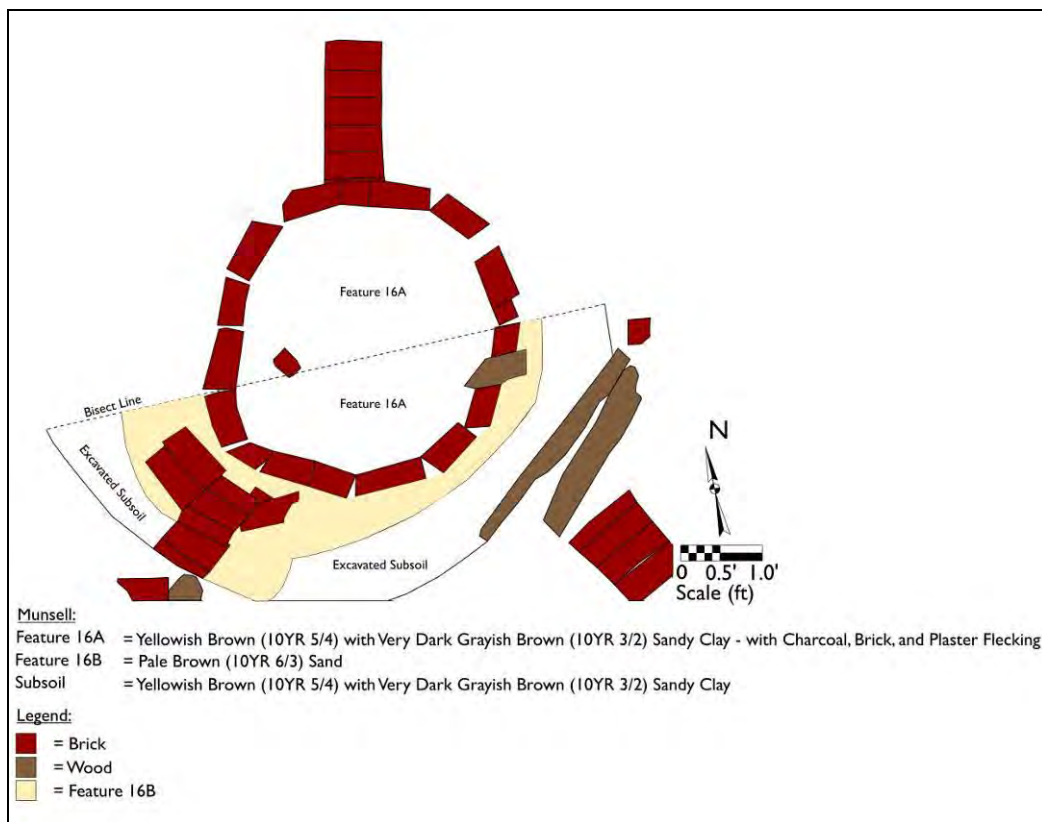 Feature 16A
Bisect Line
Feature 16A
Excavated Subsoil
N
Excavated Subsoil
0 0.5' 1.0'
Scale (ft)
Munsell:
Feature 16A = Yellowish Brown (10YR 5/4) with Very Dark Grayish Brown (10YR 3/2) Sandy Clay - with Charcoal, Brick, and Plaster Flecking
Feature 16B = Pale Brown (10YR 6/3) Sand
Subsoil = Yellowish Brown (10YR 5/4) with Very Dark Grayish Brown (10YR 3/2) Sandy Clay
Legend:
= Brick
= Wood
= Feature 16B